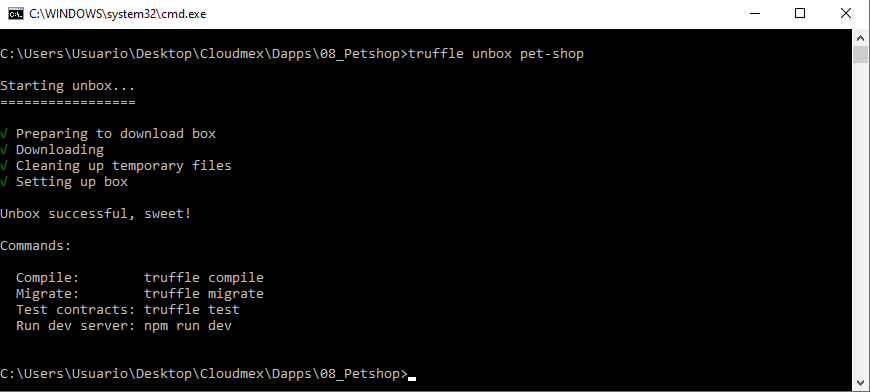 C:\WINDOWS\system32\cmd.exe
C:\Users\Usuario\Desktop\Cloudmex\Dapps\08_Petshop>truffle unbox pet-shop
Starting unbox...
=================
√ Preparing to download box
√ Downloading
√ Cleaning up temporary files
√ Setting up box
Unbox successful, sweet!
Commands:
Compile:        truffle compile
Migrate:        truffle migrate
Test contracts: truffle test
Run dev server: npm run dev
C:\Users\Usuario\Desktop\Cloudmex\Dapps\08_Petshop>